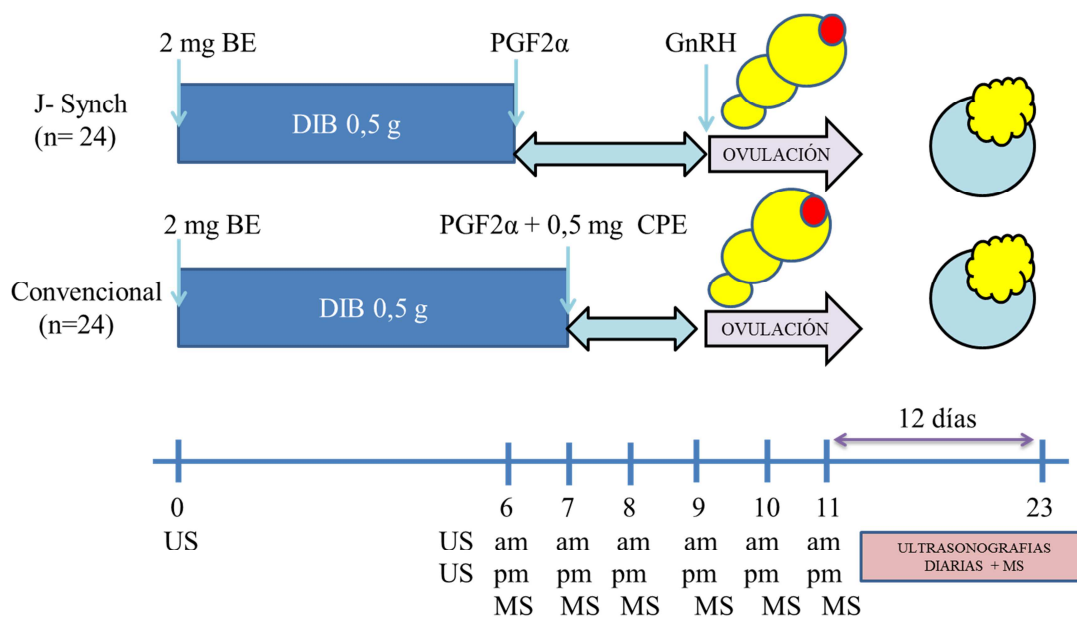 2 mg BE
PGF2α
GnRH
J- Synch
(n= 24)
DIB 0,5 g
OVULACIÓN
2 mg BE
PGF2α + 0,5 mg CPE
Convencional
(n=24)
DIB 0,5 g
OVULACIÓN
12 días
0 6 7 8 9 10 11 23
US US am am am am am am
US pm pm pm pm pm pm
MS MS MS MS MS MS
ULTRASONOGRAFIAS
DIARIAS + MS